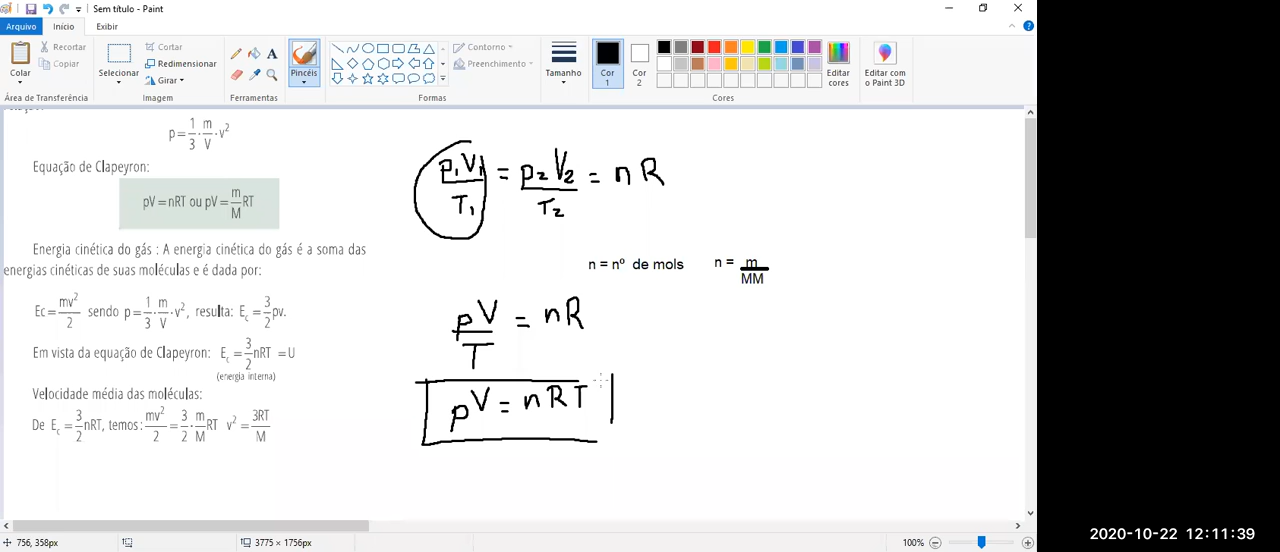 Sem título - Paint
Arquivo Início Exibir
Colar
Recortar
Copiar
Área de Transferência
Selecionar
Cortar
Redimensionar
Girar
Imagem
A
Ferramentas
Pincéis
Contorno
Preenchimento
Formas
Tamanho
Cor 1
Cor 2
Editar cores
Cores
Editar com o Paint 3D
p = 1/3 · m/V · v²
Equação de Clapeyron:
pV = nRT ou pV = m/M RT
Energia cinética do gás : A energia cinética do gás é a soma das
energias cinéticas de suas moléculas e é dada por:
Ec = mv²/2 sendo p = 1/3 · m/V · v², resulta: E_c = 3/2 pv.
Em vista da equação de Clapeyron: E_c = 3/2 nRT = U
(energia interna)
Velocidade média das moléculas:
De E_c = 3/2 nRT, temos: mv²/2 = 3/2 · m/M RT v² = 3RT/M
p₁V₁/T₁ = p₂V₂/T₂ = nR
n = nº de mols n = m/MM
pV/T = nR
pV = nRT
756, 358px
3775 × 1756px
100%
2020-10-22 12:11:39